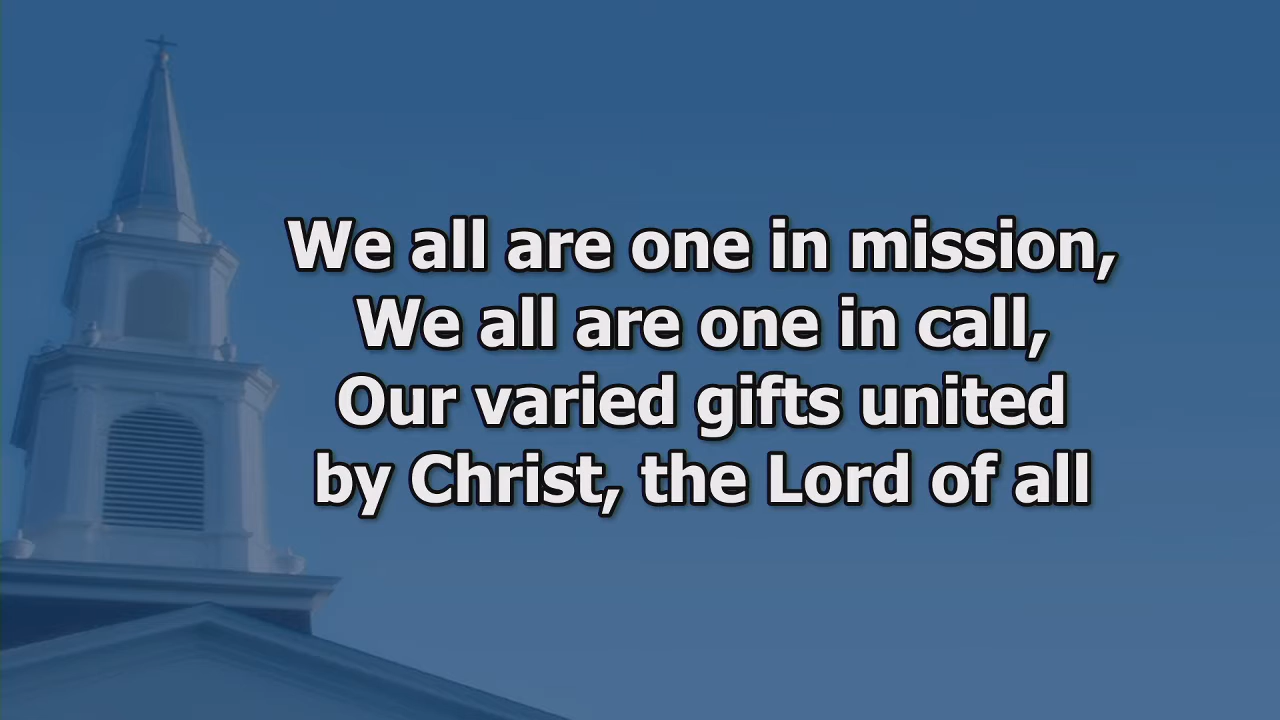 We all are one in mission,
We all are one in call,
Our varied gifts united
by Christ, the Lord of all